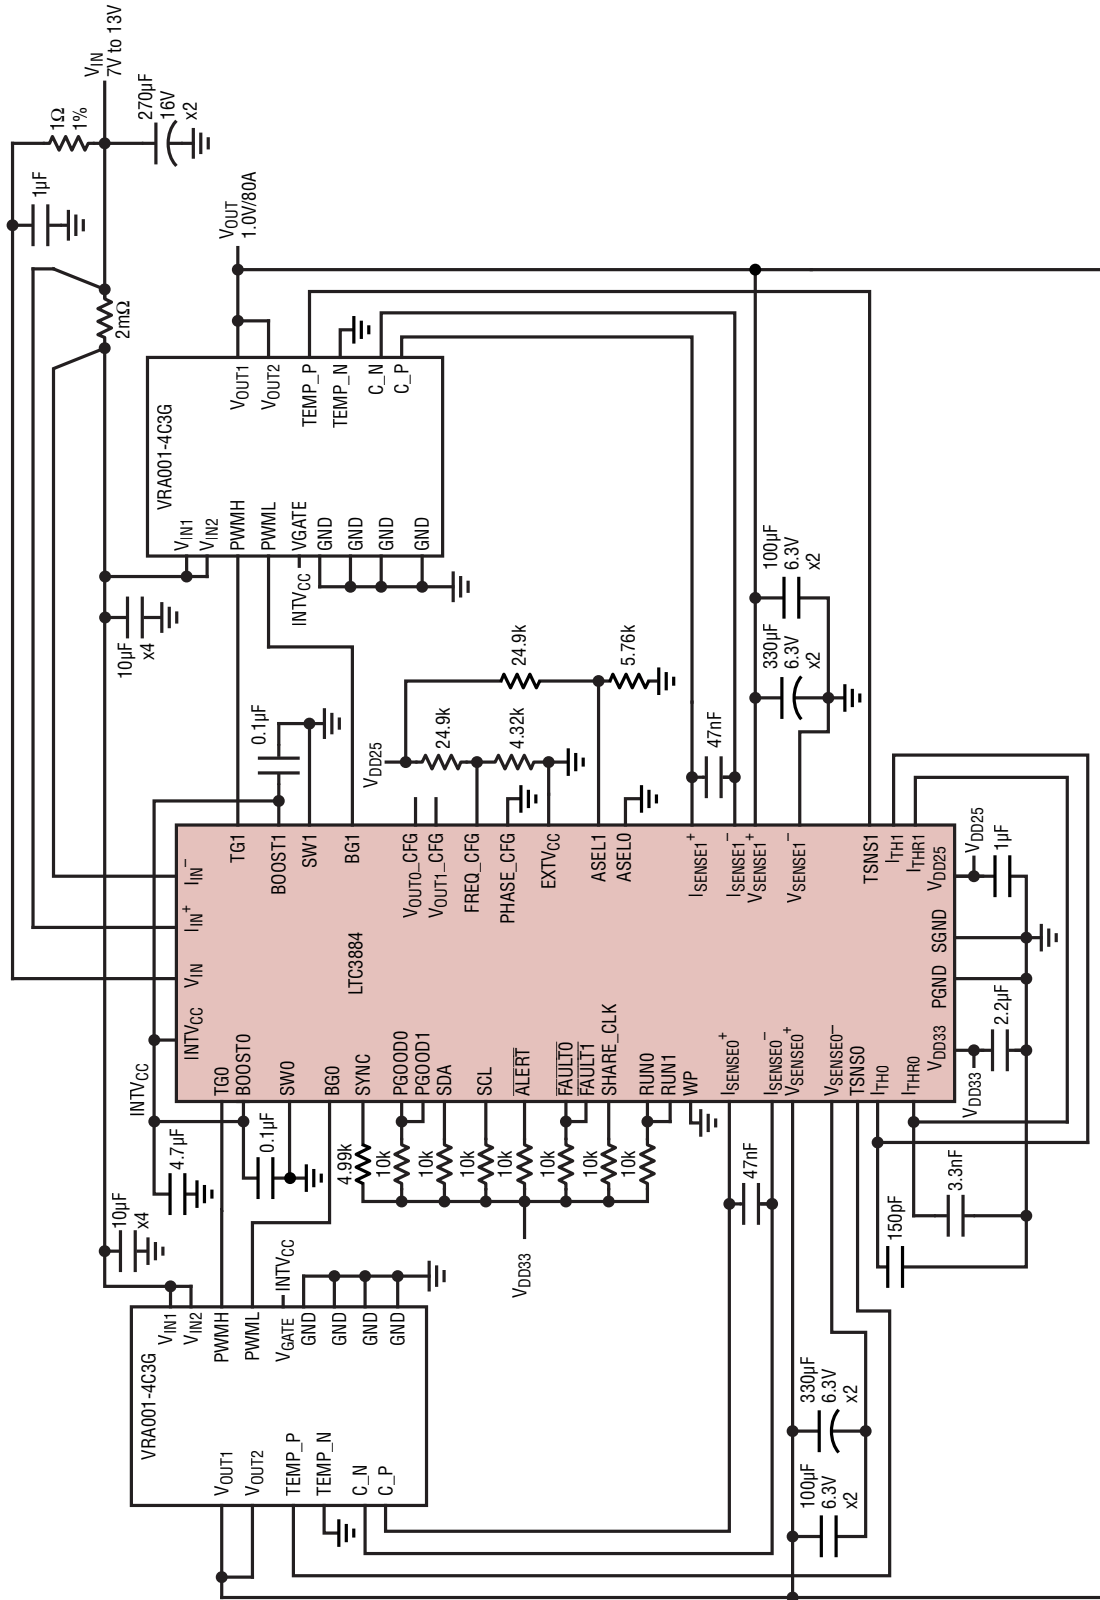 VIN
7V to 13V
1Ω
1%
270µF
16V
x2
1µF
2mΩ
VOUT
1.0V/80A
VRA001-4C3G
VIN1
VIN2
PWMH
PWML
VGATE
GND
GND
GND
GND
VOUT1
VOUT2
TEMP_P
TEMP_N
C_N
C_P
INTVCC
10µF
x4
0.1µF
VDD25
24.9k
4.32k
24.9k
5.76k
47nF
330µF
6.3V
x2
100µF
6.3V
x2
LTC3884
IIN–
IIN+
VIN
INTVCC
TG1
BOOST1
SW1
BG1
VOUT0_CFG
VOUT1_CFG
FREQ_CFG
PHASE_CFG
EXTVCC
ASEL1
ASEL0
ISENSE1+
ISENSE1–
VSENSE1+
VSENSE1–
TSNS1
ITH1
ITHR1
VDD25
SGND
PGND
VDD33
TG0
BOOST0
SW0
BG0
SYNC
PGOOD0
PGOOD1
SDA
SCL
ALERT
FAULT0
FAULT1
SHARE_CLK
RUN0
RUN1
WP
ISENSE0+
ISENSE0–
VSENSE0+
VSENSE0–
TSNS0
ITH0
ITHR0
VDD25
1µF
2.2µF
VDD33
INTVCC
4.7µF
0.1µF
10µF
x4
4.99k
10k
10k
10k
10k
10k
10k
10k
VDD33
47nF
150pF
3.3nF
VRA001-4C3G
VIN1
VIN2
PWMH
PWML
VGATE
GND
GND
GND
GND
INTVCC
VOUT1
VOUT2
TEMP_P
TEMP_N
C_N
C_P
100µF
6.3V
x2
330µF
6.3V
x2